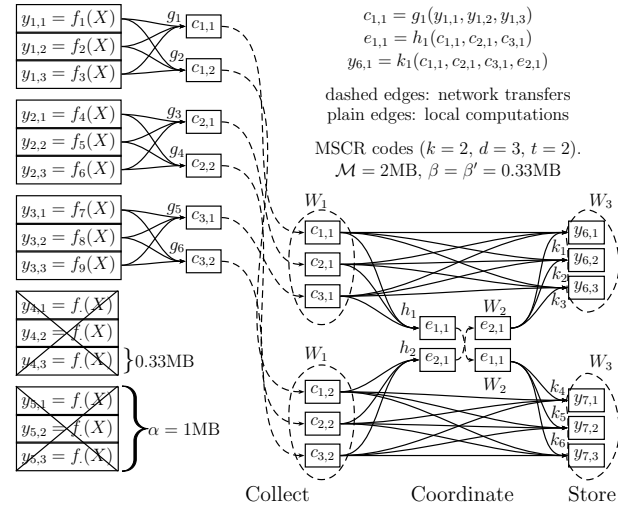 y1,1 = f1(X)
y1,2 = f2(X)
y1,3 = f3(X)
g1
g2
c1,1
c1,2
c1,1 = g1(y1,1, y1,2, y1,3)
e1,1 = h1(c1,1, c2,1, c3,1)
y6,1 = k1(c1,1, c2,1, c3,1, e2,1)
dashed edges: network transfers
plain edges: local computations
MSCR codes (k = 2, d = 3, t = 2).
M = 2MB, β = β′ = 0.33MB
y2,1 = f4(X)
y2,2 = f5(X)
y2,3 = f6(X)
g3
g4
c2,1
c2,2
y3,1 = f7(X)
y3,2 = f8(X)
y3,3 = f9(X)
g5
g6
c3,1
c3,2
y4,1 = f.(X)
y4,2 = f.(X)
y4,3 = f.(X)
}0.33MB
y5,1 = f.(X)
y5,2 = f.(X)
y5,3 = f.(X)
α = 1MB
W1
c1,1
c2,1
c3,1
h1
h2
e1,1
e2,1
W2
e2,1
e1,1
W2
W3
k1
k2
k3
y6,1
y6,2
y6,3
W1
c1,2
c2,2
c3,2
W3
k4
k5
k6
y7,1
y7,2
y7,3
Collect
Coordinate
Store